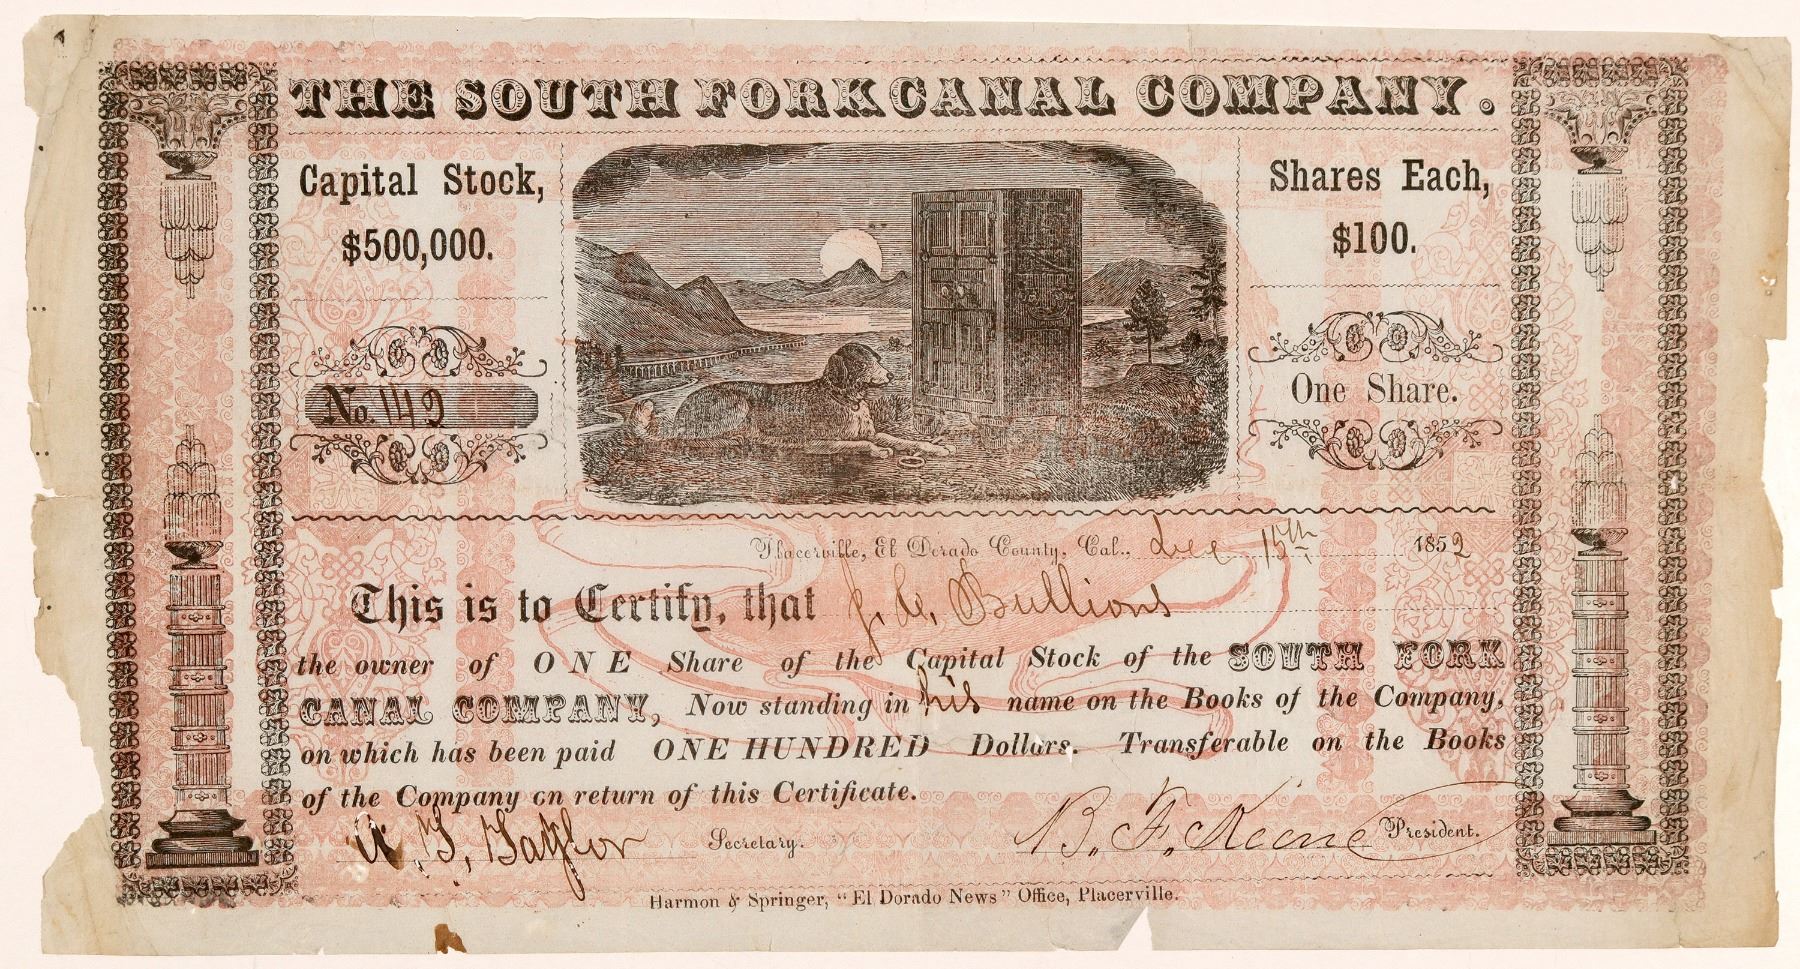 THE SOUTH FORK CANAL COMPANY.
Capital Stock,
$500,000.
Shares Each,
$100.
No. 142
One Share.
Placerville, El Dorado County, Cal., Dec 15th 1852
This is to Certify, that J. C. Bullions
the owner of ONE Share of the Capital Stock of the SOUTH FORK
CANAL COMPANY, Now standing in his name on the Books of the Company,
on which has been paid ONE HUNDRED Dollars. Transferable on the Books
of the Company on return of this Certificate.
A. T. Taylor Secretary.
B. F. Keene President.
Harmon & Springer, "El Dorado News" Office, Placerville.